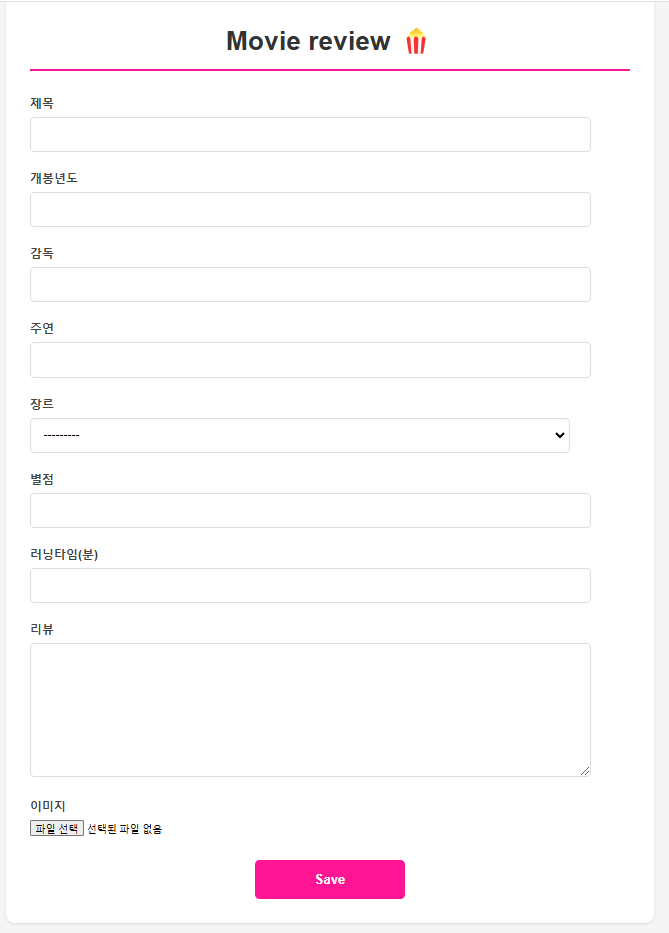 Movie review 🍿
제목
개봉년도
감독
주연
장르
---------
별점
러닝타임(분)
리뷰
이미지
파일 선택 선택된 파일 없음
Save